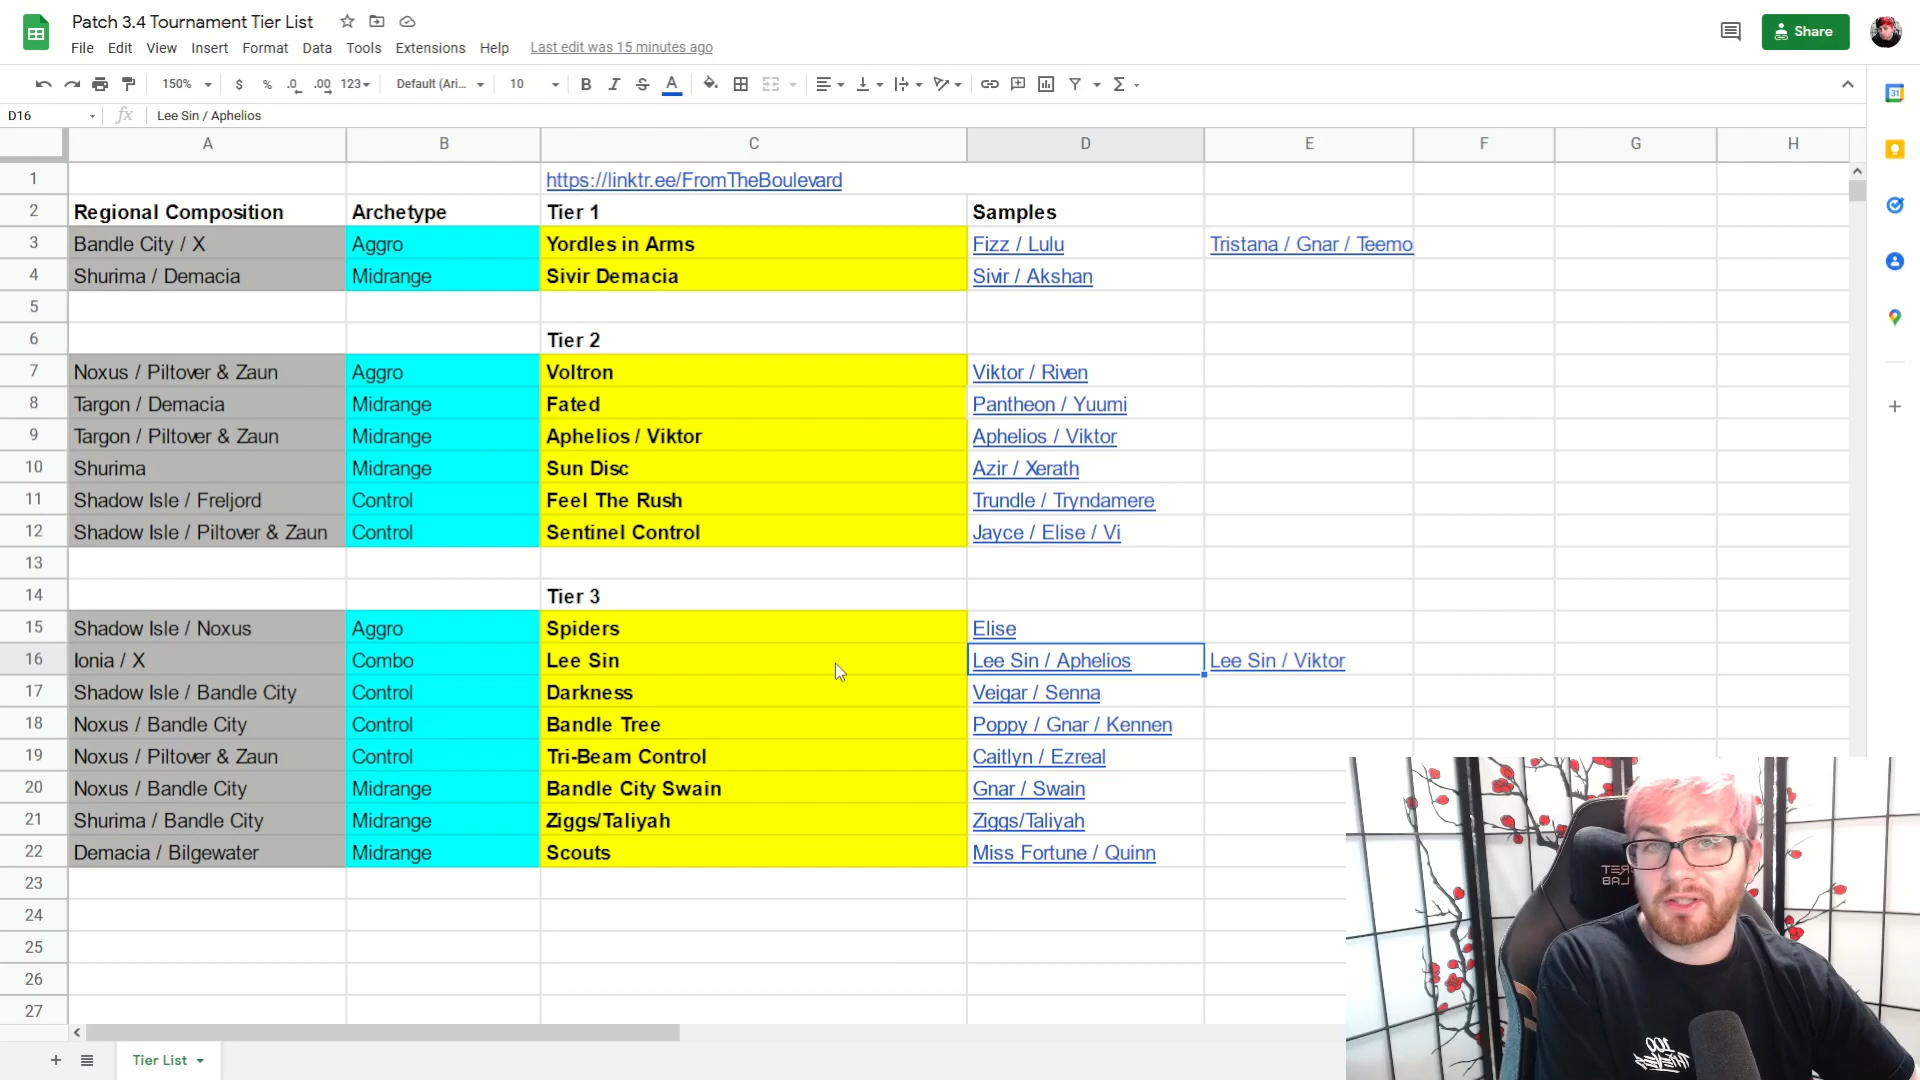 Patch 3.4 Tournament Tier List
File Edit View Insert Format Data Tools Extensions Help Last edit was 15 minutes ago
Share
150% $ % .0 .00 123 Default (Ari... 10 B I S A
31
D16 fx Lee Sin / Aphelios
A B C D E F G H
1 https://linktr.ee/FromTheBoulevard
2 Regional Composition Archetype Tier 1 Samples
3 Bandle City / X Aggro Yordles in Arms Fizz / Lulu Tristana / Gnar / Teemo
4 Shurima / Demacia Midrange Sivir Demacia Sivir / Akshan
5
6 Tier 2
7 Noxus / Piltover & Zaun Aggro Voltron Viktor / Riven
8 Targon / Demacia Midrange Fated Pantheon / Yuumi
9 Targon / Piltover & Zaun Midrange Aphelios / Viktor Aphelios / Viktor
10 Shurima Midrange Sun Disc Azir / Xerath
11 Shadow Isle / Freljord Control Feel The Rush Trundle / Tryndamere
12 Shadow Isle / Piltover & Zaun Control Sentinel Control Jayce / Elise / Vi
13
14 Tier 3
15 Shadow Isle / Noxus Aggro Spiders Elise
16 Ionia / X Combo Lee Sin Lee Sin / Aphelios Lee Sin / Viktor
17 Shadow Isle / Bandle City Control Darkness Veigar / Senna
18 Noxus / Bandle City Control Bandle Tree Poppy / Gnar / Kennen
19 Noxus / Piltover & Zaun Control Tri-Beam Control Caitlyn / Ezreal
20 Noxus / Bandle City Midrange Bandle City Swain Gnar / Swain
21 Shurima / Bandle City Midrange Ziggs/Taliyah Ziggs/Taliyah
22 Demacia / Bilgewater Midrange Scouts Miss Fortune / Quinn
23
24
25
26
27
Tier List